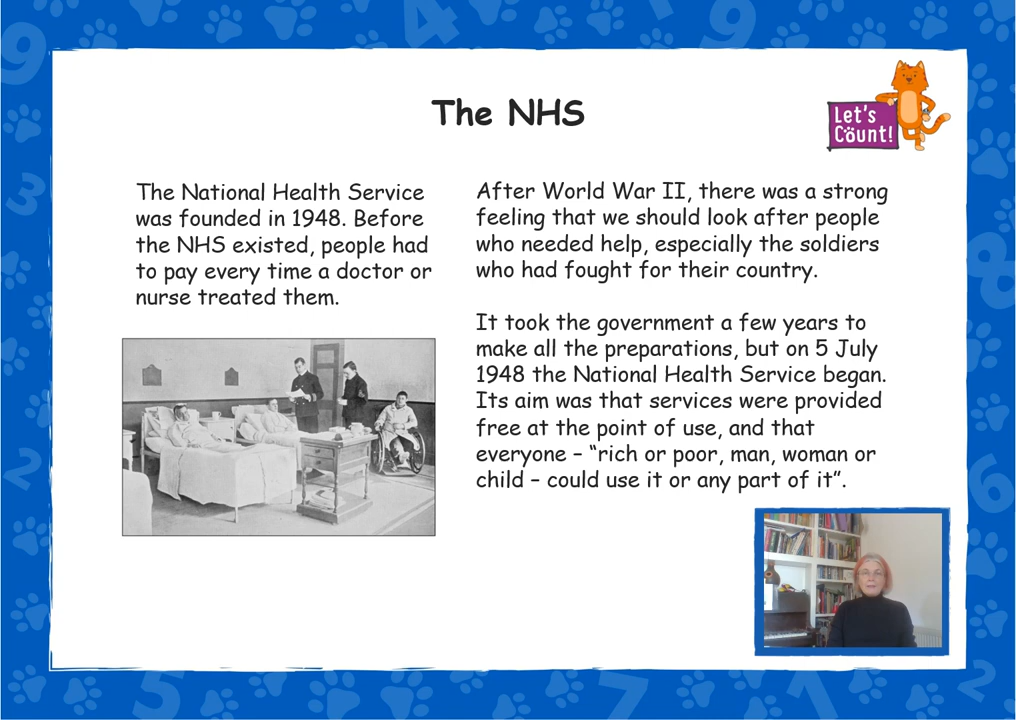 The NHS
Let's
Count!
The National Health Service
was founded in 1948. Before
the NHS existed, people had
to pay every time a doctor or
nurse treated them.
After World War II, there was a strong
feeling that we should look after people
who needed help, especially the soldiers
who had fought for their country.
It took the government a few years to
make all the preparations, but on 5 July
1948 the National Health Service began.
Its aim was that services were provided
free at the point of use, and that
everyone – “rich or poor, man, woman or
child – could use it or any part of it”.